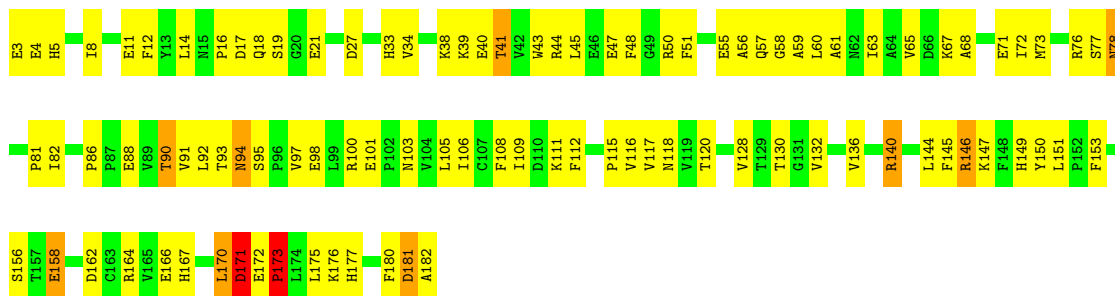 E3 E4 H5 I8 E11 F12 Y13 L14 N15 P16 D17 Q18 S19 G20 E21 D27 H33 V34 K38 K39 E40 T41 V42 W43 R44 L45 E46 E47 F48 G49 R50 F51 E55 A56 Q57 G58 A59 L60 A61 N62 I63 A64 V65 D66 K67 A68 E71 I72 M73 R76 S77 N78
P81 I82 P86 P87 E88 V89 T90 V91 L92 T93 N94 S95 P96 V97 E98 L99 R100 E101 P102 N103 V104 L105 I106 C107 F108 I109 D110 K111 F112 P115 V116 V117 N118 V119 T120 V128 T129 T130 G131 V132 V136 R140 L144 F145 R146 K147 F148 H149 Y150 L151 P152 F153
S156 T157 E158 D162 C163 R164 V165 E166 H167 L170 D171 E172 P173 L174 L175 K176 H177 F180 D181 A182